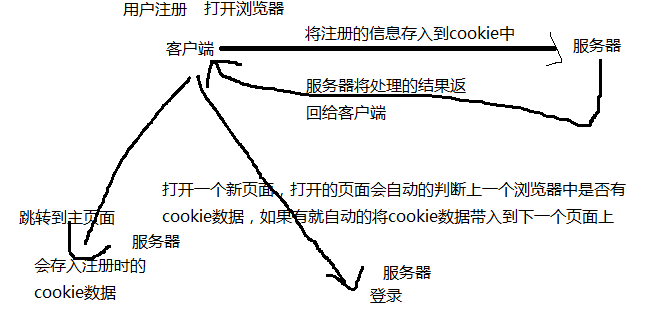 用户注册 打开浏览器
将注册的信息存入到cookie中
客户端
服务器
服务器将处理的结果返
回给客户端
打开一个新页面，打开的页面会自动的判断上一个浏览器中是否有
cookie数据，如果有就自动的将cookie数据带入到下一个页面上
跳转到主页面
服务器
会存入注册时的
cookie数据
服务器
登录